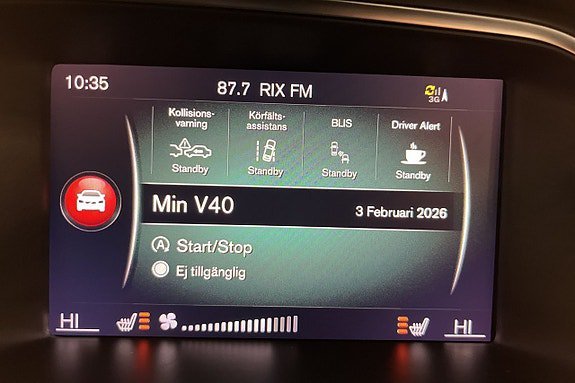 10:35
87.7 RIX FM
3G
Kollisions-
varning
Standby
Körfälts-
assistans
Standby
BLIS
Standby
Driver Alert
Standby
Min V40
3 Februari 2026
A Start/Stop
Ej tillgänglig
HI
HI